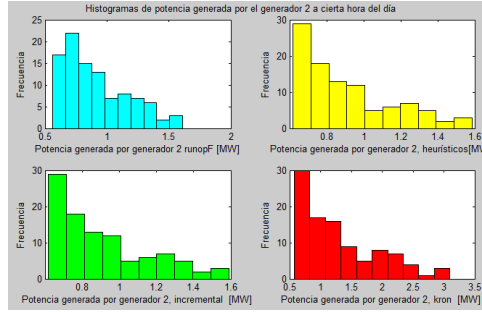 Histogramas de potencia generada por el generador 2 a cierta hora del día
25
20
15
10
5
0
Frecuencia
0.5 1 1.5 2
Potencia generada por generador 2 runopF [MW]
30
20
10
0
Frecuencia
0.8 1 1.2 1.4 1.6
Potencia generada por generador 2, heurísticos[MW]
30
20
10
0
Frecuencia
0.8 1 1.2 1.4 1.6
Potencia generada por generador 2, incremental [MW]
30
20
10
0
Frecuencia
0.5 1 1.5 2 2.5 3 3.5
Potencia generada por generador 2, kron [MW]